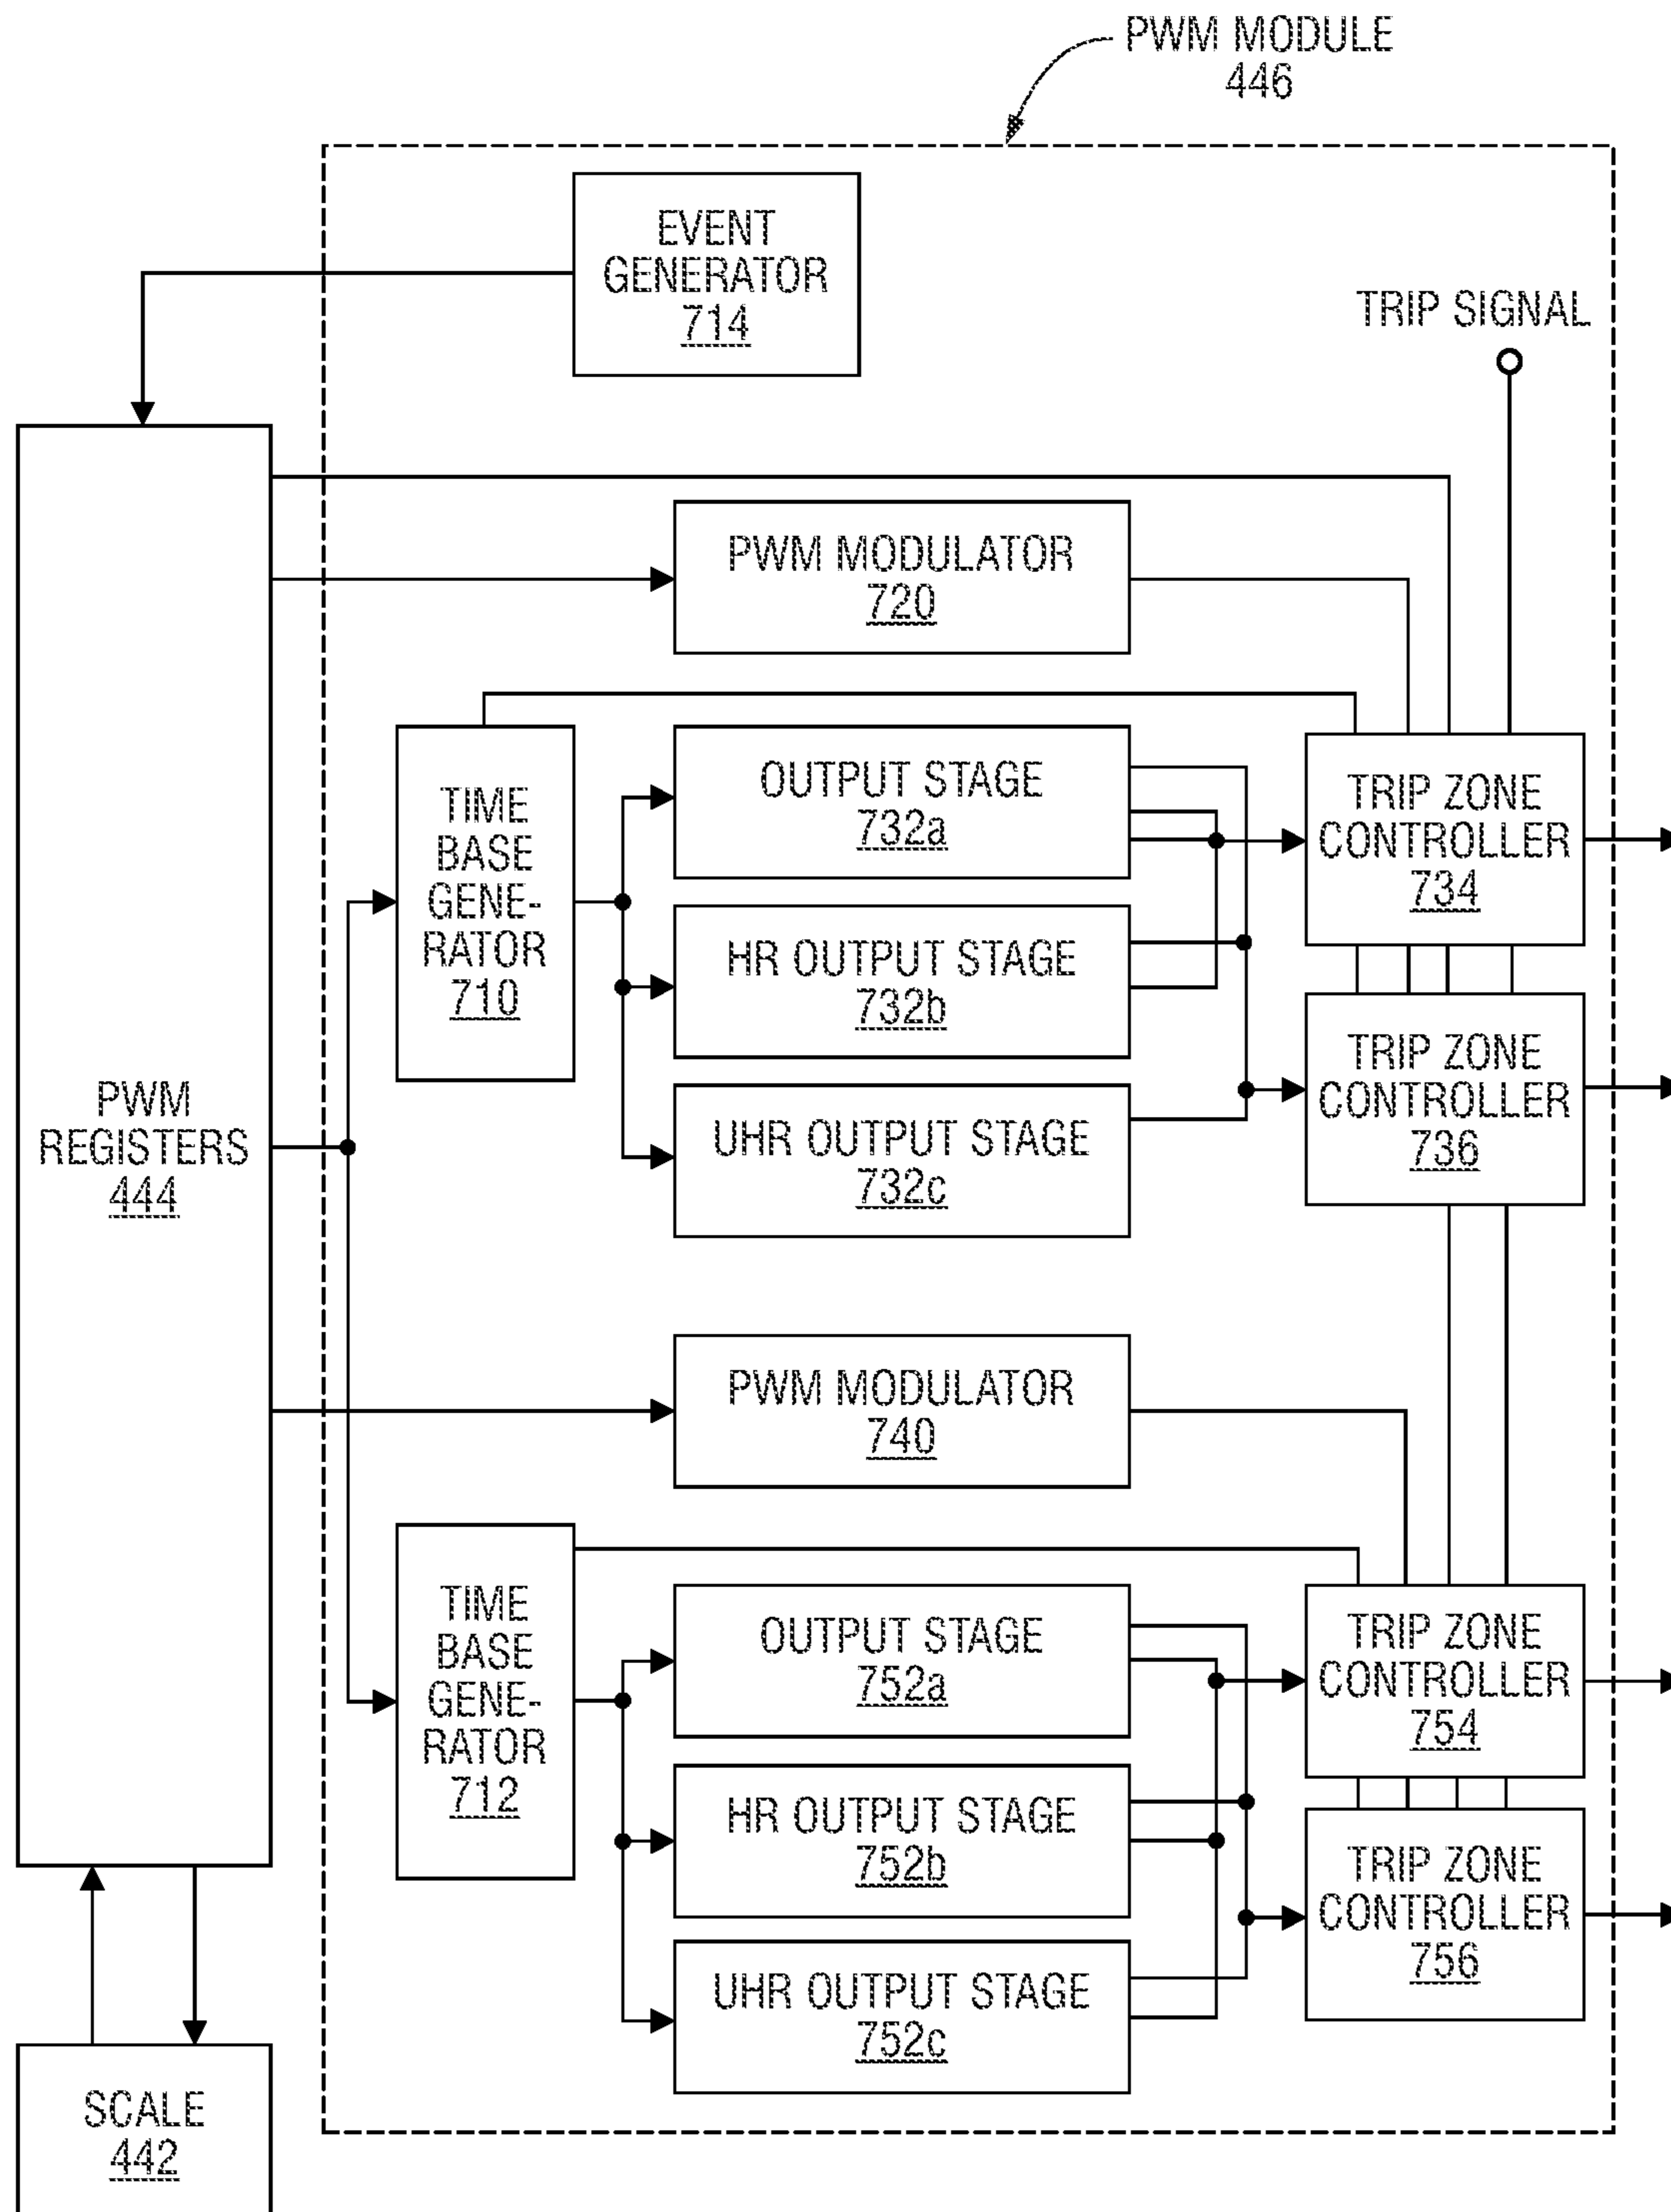 PWM MODULE
446
EVENT
GENERATOR
714
TRIP SIGNAL
PWM MODULATOR
720
TIME
BASE
GENE-
RATOR
710
OUTPUT STAGE
732a
HR OUTPUT STAGE
732b
UHR OUTPUT STAGE
732c
TRIP ZONE
CONTROLLER
734
TRIP ZONE
CONTROLLER
736
PWM
REGISTERS
444
PWM MODULATOR
740
TIME
BASE
GENE-
RATOR
712
OUTPUT STAGE
752a
HR OUTPUT STAGE
752b
UHR OUTPUT STAGE
752c
TRIP ZONE
CONTROLLER
754
TRIP ZONE
CONTROLLER
756
SCALE
442